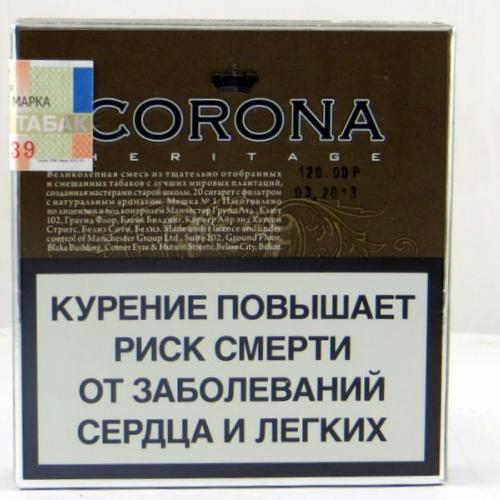 МАРКА
ТАБАК
39
CORONA
HERITAGE
120.00Р
03.2013
Великолепная смесь из тщательно отобранных
и смешанных табаков с лучших мировых плантаций,
созданная мастерами старой школы. 20 сигарет с фильтром
с натуральным ароматом. Мешка № 1. Изготовлено
по лицензии и под контролем Манчестер Групп Лтд., Сьют
102, Граунд Флор, Блейк Билдинг, Корнер Айр энд Хатсон
Стритс, Белиз Сити, Белиз. Made under licence and under
control of Manchester Group Ltd., Suite 102, Ground Floor,
Blake Building, Corner Eyre & Hutson Streets, Belize City, Belize
КУРЕНИЕ ПОВЫШАЕТ
РИСК СМЕРТИ
ОТ ЗАБОЛЕВАНИЙ
СЕРДЦА И ЛЕГКИХ